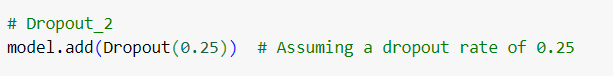 # Dropout_2
model.add(Dropout(0.25))  # Assuming a dropout rate of 0.25